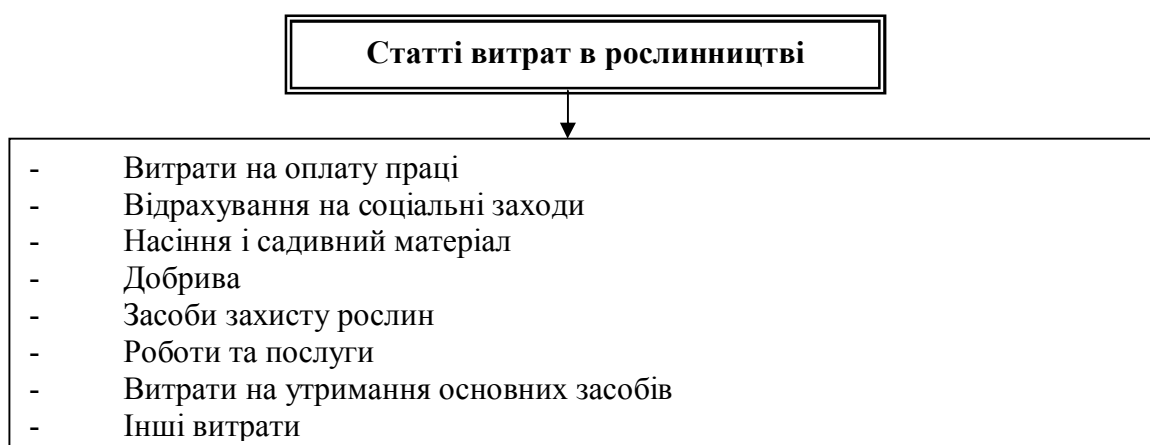 Статті витрат в рослинництві
- Витрати на оплату праці
- Відрахування на соціальні заходи
- Насіння і садивний матеріал
- Добрива
- Засоби захисту рослин
- Роботи та послуги
- Витрати на утримання основних засобів
- Інші витрати